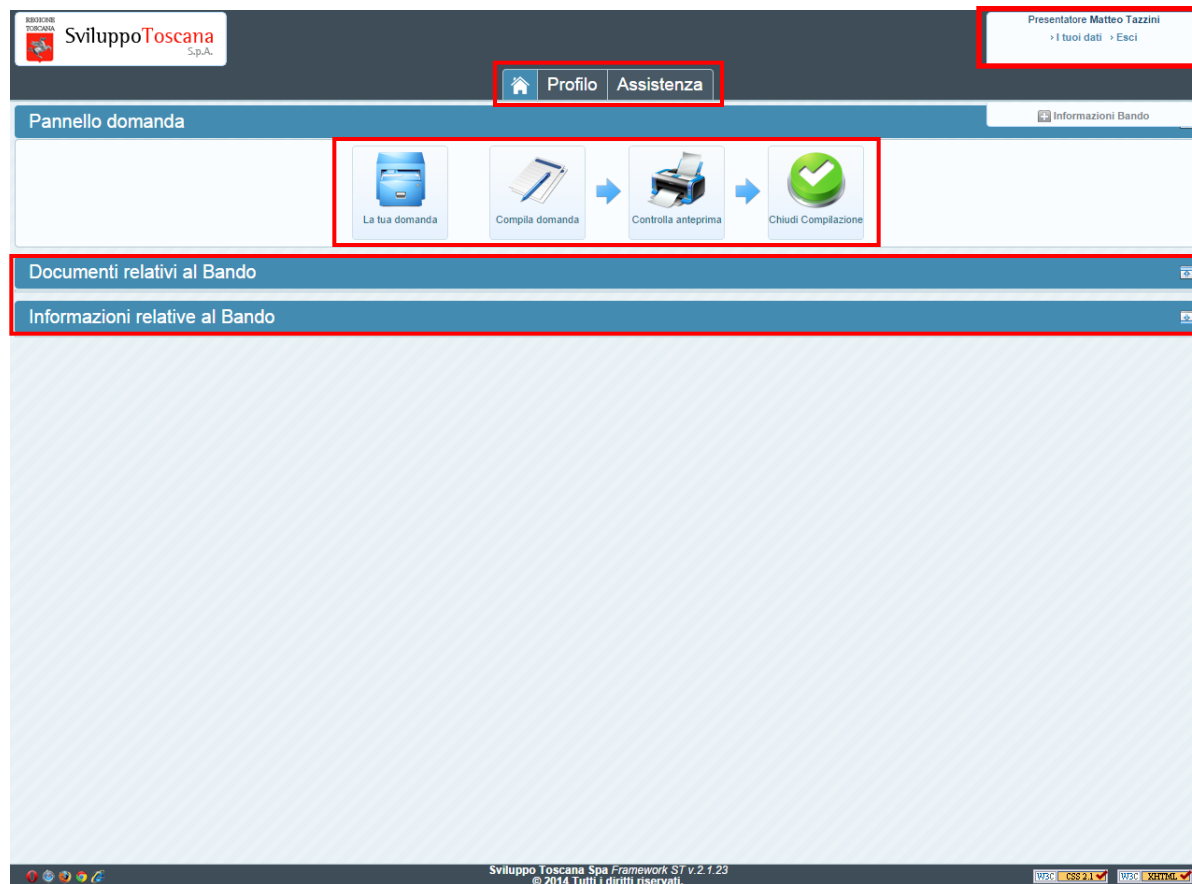 REGIONE
TOSCANA
SviluppoToscana
S.p.A.
Presentatore Matteo Tazzini
› I tuoi dati › Esci
Profilo
Assistenza
Pannello domanda
Informazioni Bando
La tua domanda
Compila domanda
Controlla anteprima
Chiudi Compilazione
Documenti relativi al Bando
Informazioni relative al Bando
Sviluppo Toscana Spa Framework ST v.2.1.23
© 2014 Tutti i diritti riservati.
W3C CSS 2.1
W3C XHTML